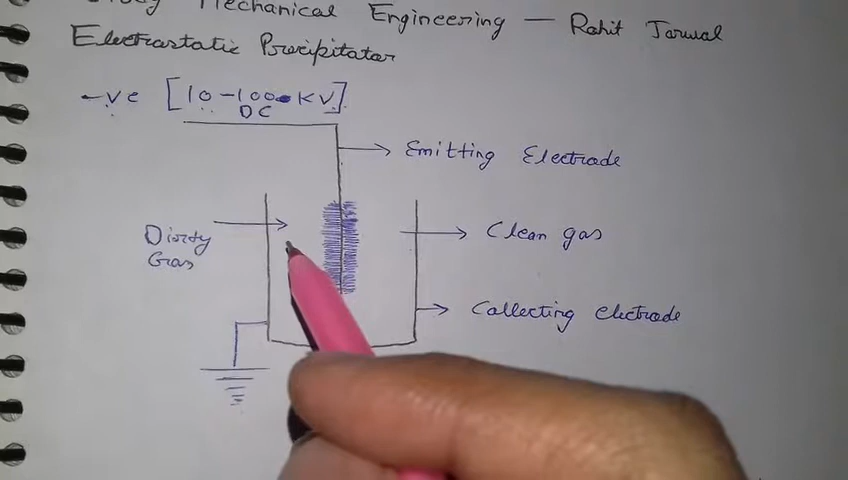 Study Mechanical Engineering — Rohit Jarwal
Electrostatic Precipitator
-ve [10-100 KV]
DC
Emitting Electrode
Dirty
Gas
Clean gas
Collecting electrode